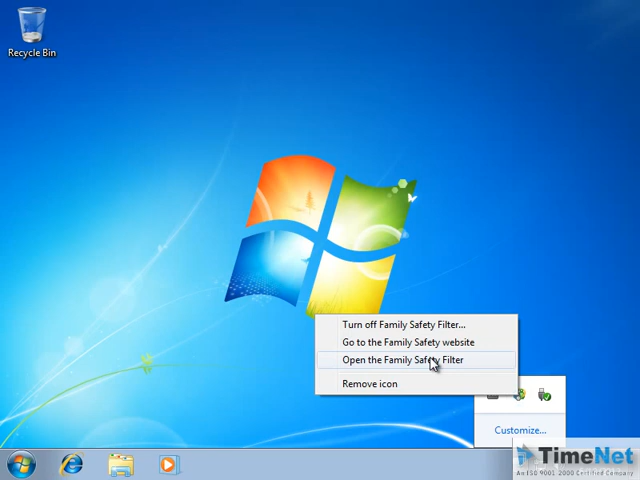 Recycle Bin
Turn off Family Safety Filter...
Go to the Family Safety website
Open the Family Safety Filter
Remove icon
Customize...
TimeNet
An ISO 9001:2000 Certified Company